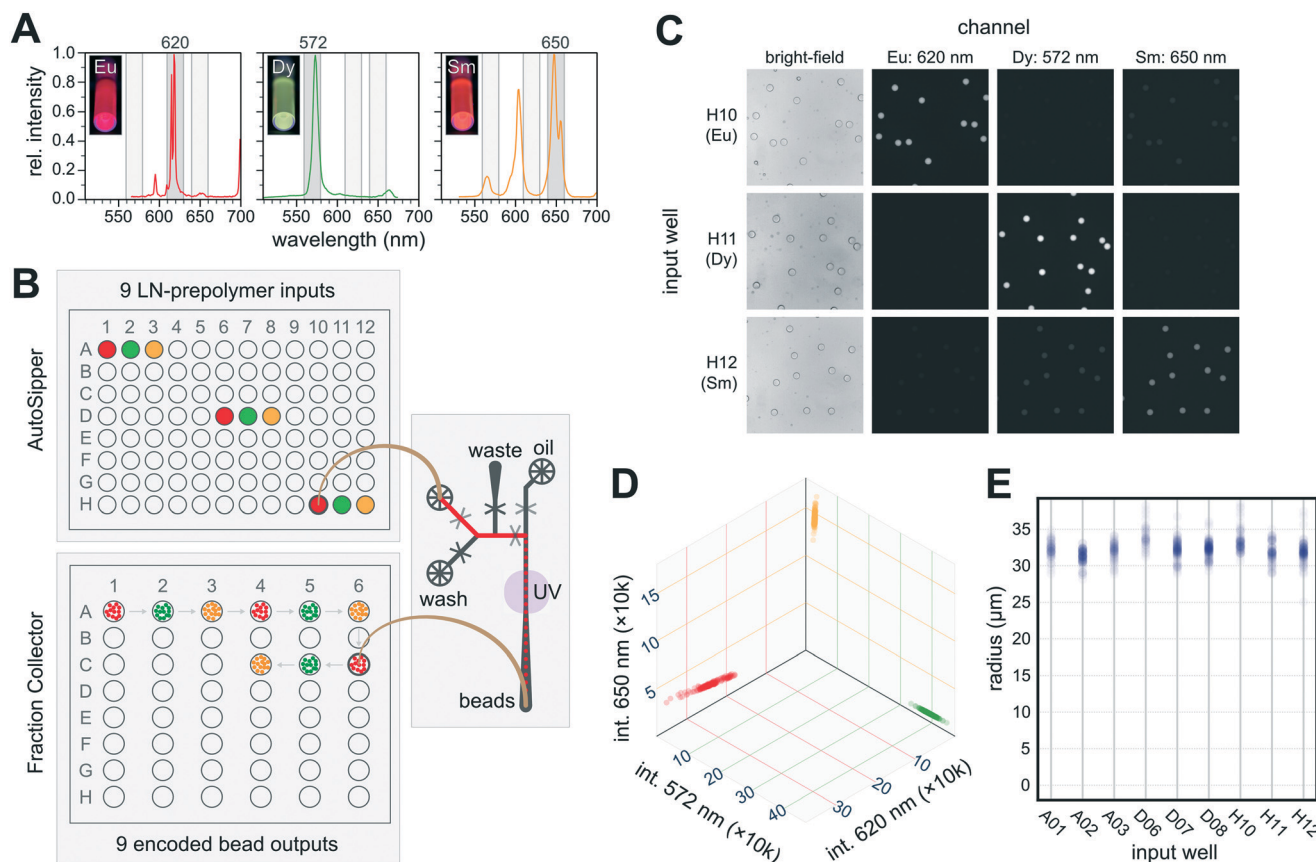 A
620
572
650
Eu
Dy
Sm
rel. intensity
1.0
0.8
0.6
0.4
0.2
0.0
550 600 650 700
550 600 650 700
550 600 650 700
wavelength (nm)
B
9 LN-prepolymer inputs
1 2 3 4 5 6 7 8 9 10 11 12
A
B
C
D
E
F
G
H
AutoSipper
waste
oil
wash
UV
beads
Fraction Collector
1 2 3 4 5 6
A
B
C
D
E
F
G
H
9 encoded bead outputs
C
channel
bright-field Eu: 620 nm Dy: 572 nm Sm: 650 nm
input well
H10
(Eu)
H11
(Dy)
H12
(Sm)
D
int. 650 nm (×10k)
15
10
5
10
20
30
40
int. 572 nm (×10k)
10
20
30
int. 620 nm (×10k)
E
radius (μm)
35
30
25
20
15
10
5
0
A01 A02 A03 D06 D07 D08 H10 H11 H12
input well